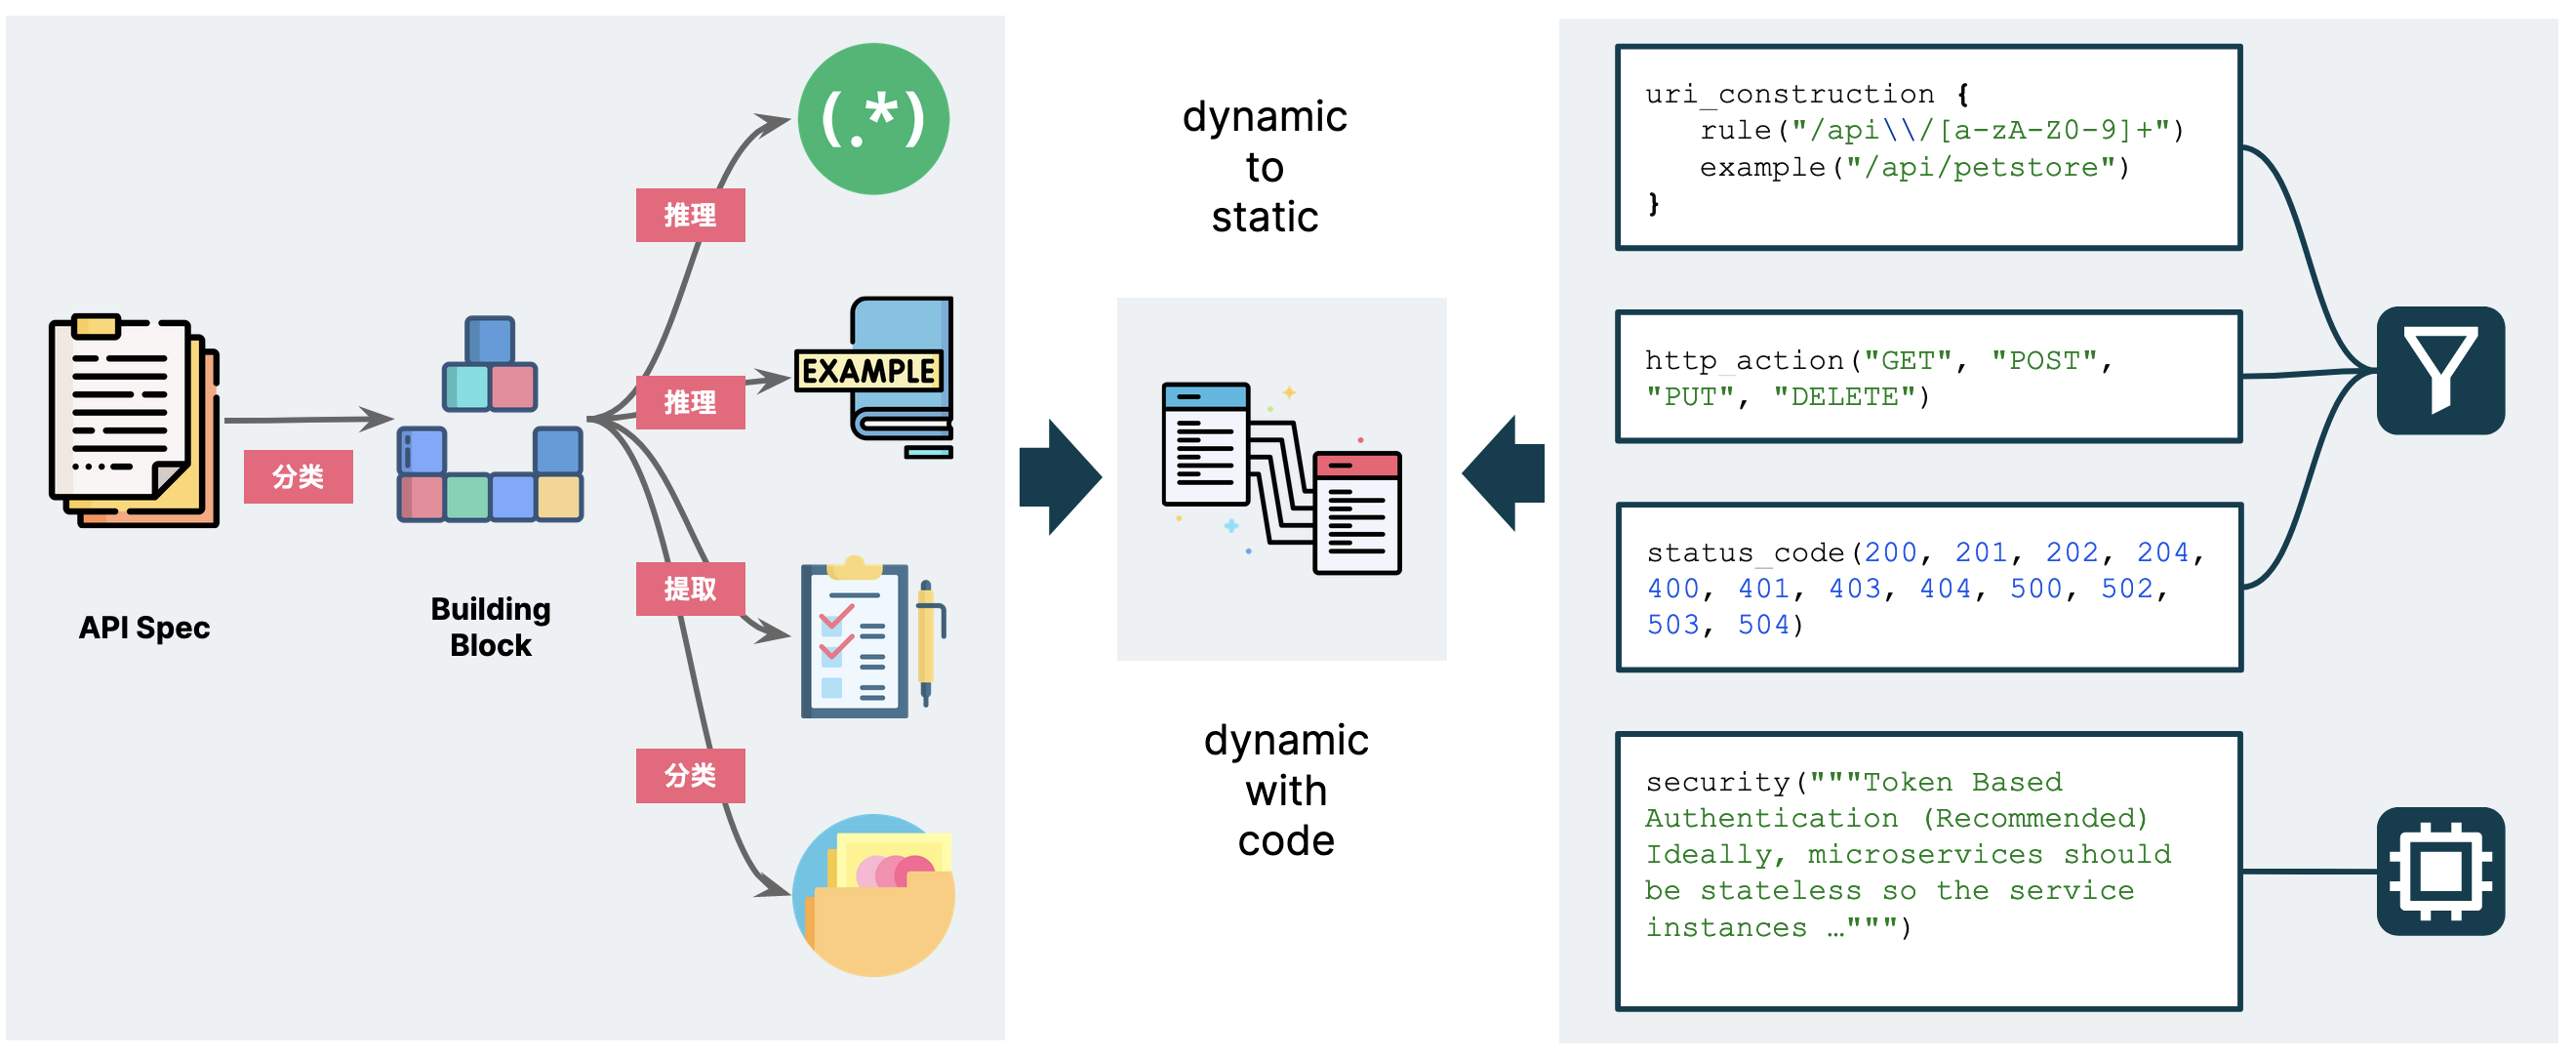 (.*)
推理
EXAMPLE
推理
分类
提取
分类
API Spec
Building
Block
dynamic
to
static
dynamic
with
code
uri_construction {
rule("/api\\/[a-zA-Z0-9]+")
example("/api/petstore")
}
http_action("GET", "POST",
"PUT", "DELETE")
status_code(200, 201, 202, 204,
400, 401, 403, 404, 500, 502,
503, 504)
security("""Token Based
Authentication (Recommended)
Ideally, microservices should
be stateless so the service
instances …""")